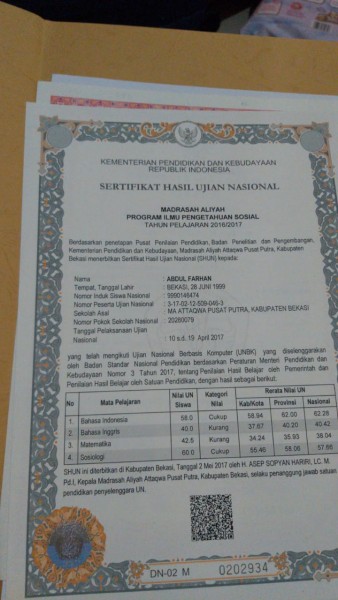 KEMENTERIAN PENDIDIKAN DAN KEBUDAYAAN
REPUBLIK INDONESIA
SERTIFIKAT HASIL UJIAN NASIONAL
MADRASAH ALIYAH
PROGRAM ILMU PENGETAHUAN SOSIAL
TAHUN PELAJARAN 2016/2017
Berdasarkan penetapan Pusat Penilaian Pendidikan, Badan Penelitian dan Pengembangan,
Kementerian Pendidikan dan Kebudayaan, Madrasah Aliyah Attaqwa Pusat Putra, Kabupaten
Bekasi menerbitkan Sertifikat Hasil Ujian Nasional (SHUN) kepada:
Nama : ABDUL FARHAN
Tempat, Tanggal Lahir : BEKASI, 28 JUNI 1999
Nomor Induk Siswa Nasional : 9990148474
Nomor Peserta Ujian Nasional : 3-17-02-12-509-046-3
Sekolah Asal : MA ATTAQWA PUSAT PUTRA, KABUPATEN BEKASI
Nomor Pokok Sekolah Nasional : 20280079
Tanggal Pelaksanaan Ujian
Nasional : 10 s.d. 19 April 2017
yang telah mengikuti Ujian Nasional Berbasis Komputer (UNBK) yang diselenggarakan
oleh Badan Standar Nasional Pendidikan berdasarkan Peraturan Menteri Pendidikan dan
Kebudayaan Nomor 3 Tahun 2017, tentang Penilaian Hasil Belajar oleh Pemerintah dan
Penilaian Hasil Belajar oleh Satuan Pendidikan, dengan hasil sebagai berikut.
No Mata Pelajaran Nilai UN Siswa Kategori Nilai Rerata Nilai UN
Kab/Kota Provinsi Nasional
1. Bahasa Indonesia 58.0 Cukup 58.94 62.00 62.28
2. Bahasa Inggris 40.0 Kurang 37.67 40.20 40.42
3. Matematika 42.5 Kurang 34.24 35.93 38.04
4. Sosiologi 60.0 Cukup 55.46 58.06 57.66
SHUN ini diterbitkan di Kabupaten Bekasi, Tanggal 2 Mei 2017 oleh H. ASEP SOPYAN HARIRI, LC. M.
Pd.I, Kepala Madrasah Aliyah Attaqwa Pusat Putra, Kabupaten Bekasi, selaku penanggung jawab satuan
pendidikan penyelenggara UN.
DN-02 M 0202934